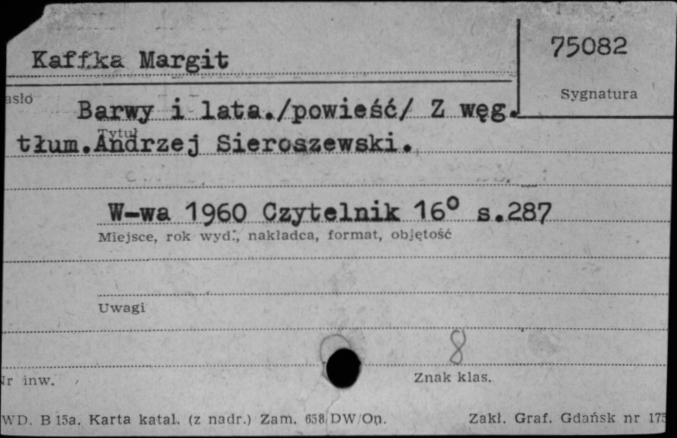 Kaffka Margit
75082
Sygnatura
asło
Barwy i lata./powieść/ Z węg.
Tytuł
tłum.Andrzej Sieroszewski.
W-wa 1960 Czytelnik 16° s.287
Miejsce, rok wyd., nakładca, format, objętość
Uwagi
8
Nr inw.
Znak klas.
WD. B 15a. Karta katal. (z nadr.) Zam. 658 DW/Op. Zakł. Graf. Gdańsk nr 175